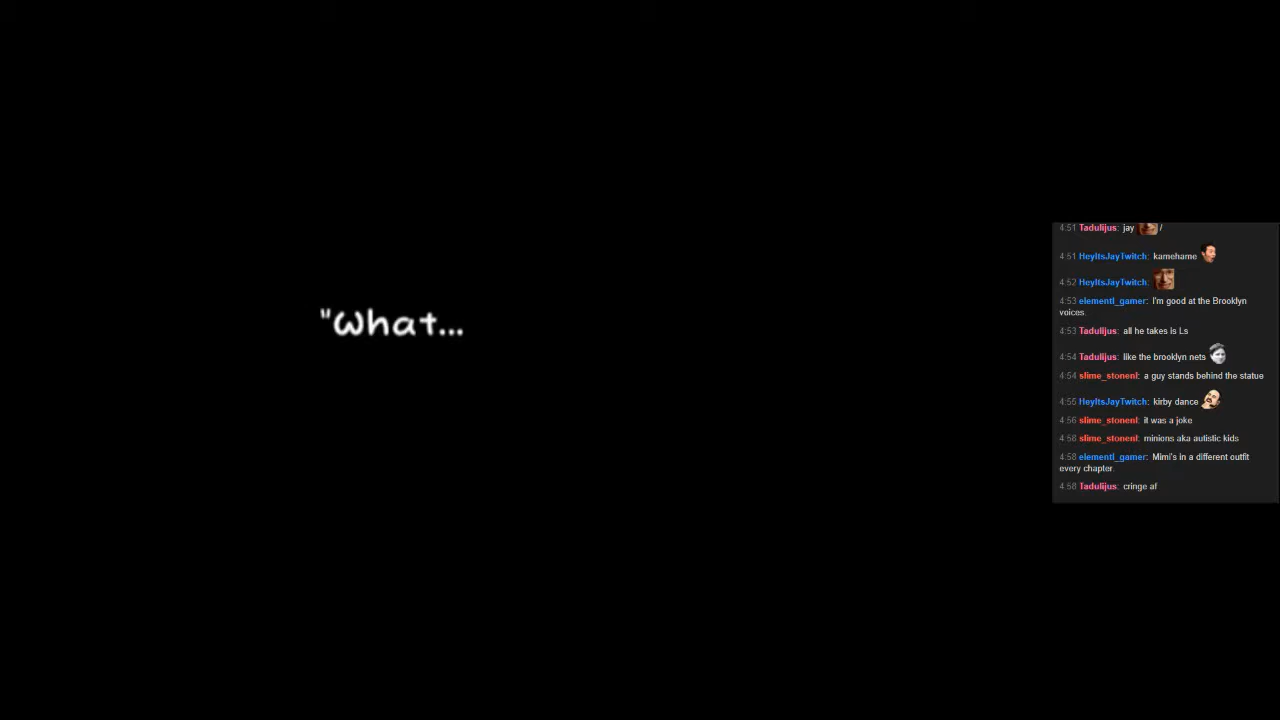 "What...
4:51 Tadulijus: jay /
4:51 HeyItsJayTwitch: kamehame
4:52 HeyItsJayTwitch:
4:53 elementl_gamer: I'm good at the Brooklyn
voices.
4:53 Tadulijus: all he takes is Ls
4:54 Tadulijus: like the brooklyn nets
4:54 slime_stonenl: a guy stands behind the statue
4:55 HeyItsJayTwitch: kirby dance
4:56 slime_stonenl: it was a joke
4:58 slime_stonenl: minions aka autistic kids
4:58 elementl_gamer: Mimi's in a different outfit
every chapter.
4:58 Tadulijus: cringe af